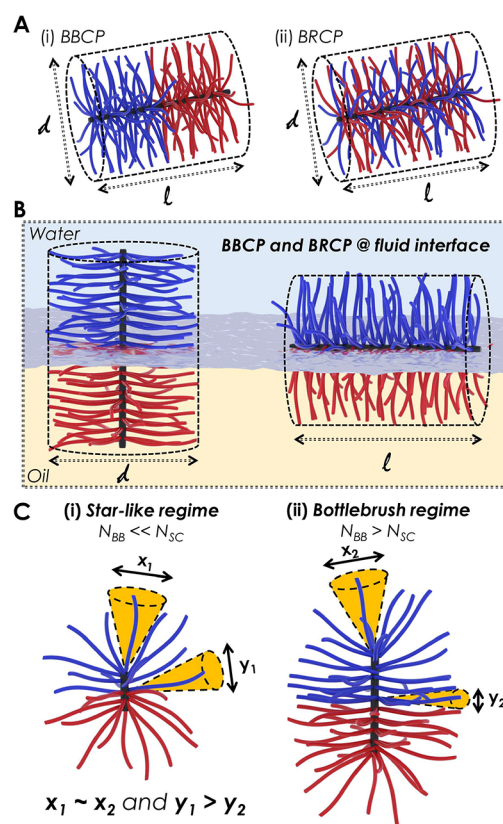 A
(i) BBCP
(ii) BRCP
d
l
d
l
B
Water
BBCP and BRCP @ fluid interface
d
l
Oil
C
(i) Star-like regime
N_BB << N_SC
x₁
y₁
(ii) Bottlebrush regime
N_BB > N_SC
x₂
y₂
x₁ ~ x₂ and y₁ > y₂